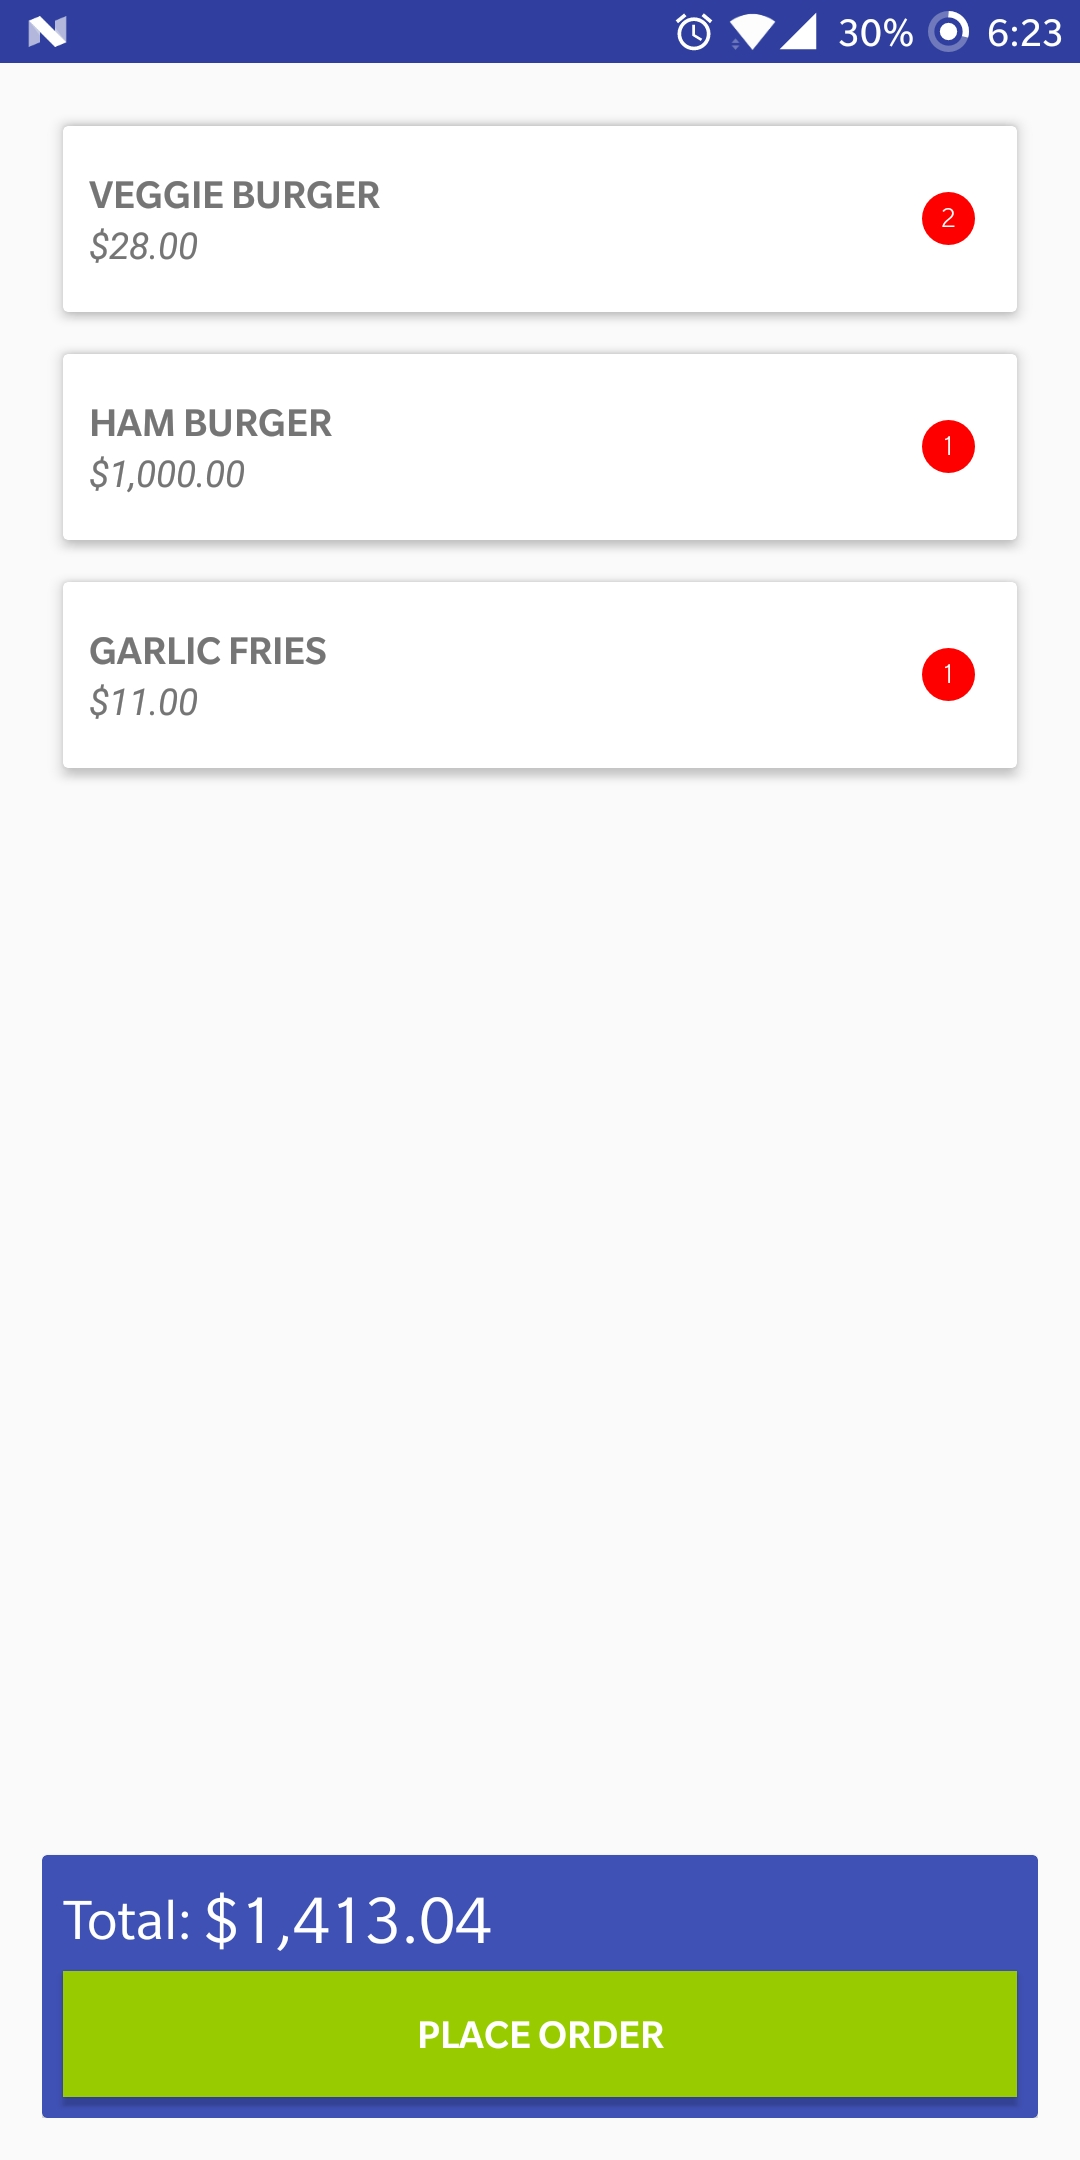 30% 6:23
VEGGIE BURGER
$28.00
2
HAM BURGER
$1,000.00
1
GARLIC FRIES
$11.00
1
Total: $1,413.04
PLACE ORDER